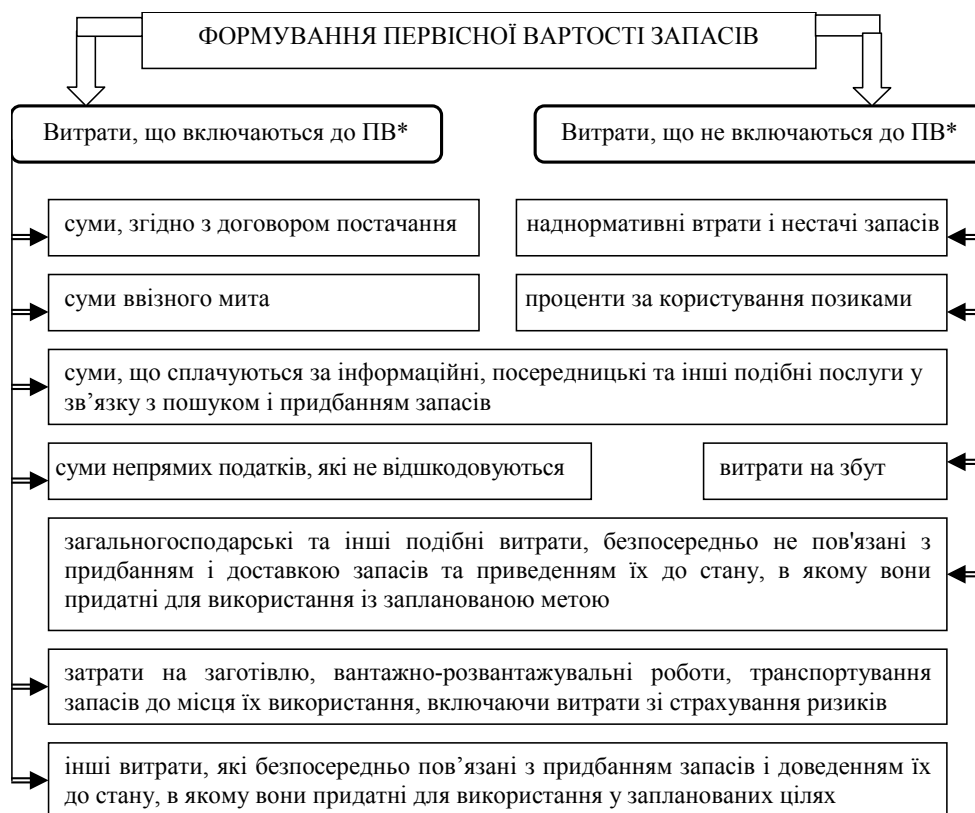 ФОРМУВАННЯ ПЕРВІСНОЇ ВАРТОСТІ ЗАПАСІВ
Витрати, що включаються до ПВ*
Витрати, що не включаються до ПВ*
суми, згідно з договором постачання
наднормативні втрати і нестачі запасів
суми ввізного мита
проценти за користування позиками
суми, що сплачуються за інформаційні, посередницькі та інші подібні послуги у
зв’язку з пошуком і придбанням запасів
суми непрямих податків, які не відшкодовуються
витрати на збут
загальногосподарські та інші подібні витрати, безпосередньо не пов'язані з
придбанням і доставкою запасів та приведенням їх до стану, в якому вони
придатні для використання із запланованою метою
затрати на заготівлю, вантажно-розвантажувальні роботи, транспортування
запасів до місця їх використання, включаючи витрати зі страхування ризиків
інші витрати, які безпосередньо пов’язані з придбанням запасів і доведенням їх
до стану, в якому вони придатні для використання у запланованих цілях